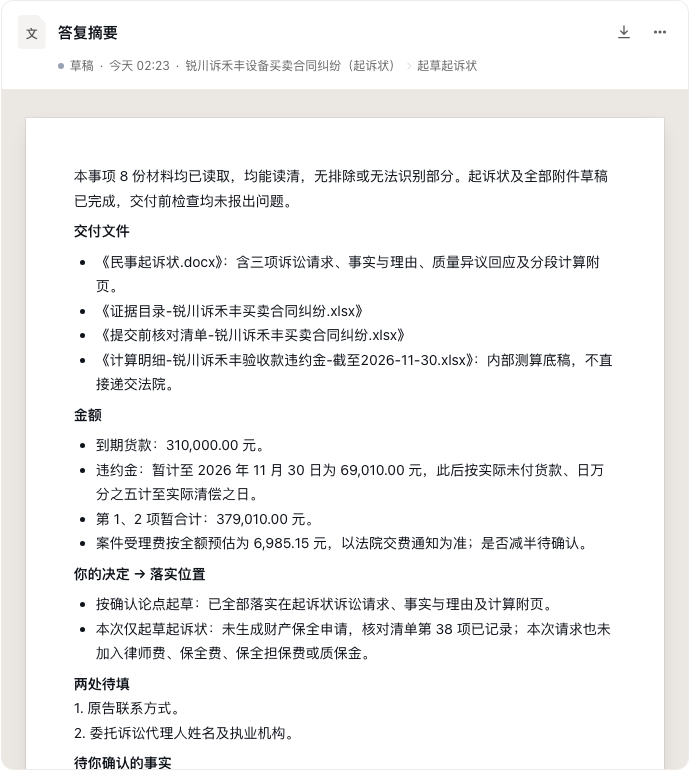 文
答复摘要
草稿 · 今天 02:23 · 锐川诉禾丰设备买卖合同纠纷（起诉状） > 起草起诉状
本事项 8 份材料均已读取，均能读清，无排除或无法识别部分。起诉状及全部附件草稿
已完成，交付前检查均未报出问题。
交付文件
• 《民事起诉状.docx》：含三项诉讼请求、事实与理由、质量异议回应及分段计算附
页。
• 《证据目录-锐川诉禾丰买卖合同纠纷.xlsx》
• 《提交前核对清单-锐川诉禾丰买卖合同纠纷.xlsx》
• 《计算明细-锐川诉禾丰验收款违约金-截至2026-11-30.xlsx》：内部测算底稿，不直
接递交法院。
金额
• 到期货款：310,000.00 元。
• 违约金：暂计至 2026 年 11 月 30 日为 69,010.00 元，此后按实际未付货款、日万
分之五计至实际清偿之日。
• 第 1、2 项暂合计：379,010.00 元。
• 案件受理费按全额预估为 6,985.15 元，以法院交费通知为准；是否减半待确认。
你的决定 → 落实位置
• 按确认论点起草：已全部落实在起诉状诉讼请求、事实与理由及计算附页。
• 本次仅起草起诉状：未生成财产保全申请，核对清单第 38 项已记录；本次请求也未
加入律师费、保全费、保全担保费或质保金。
两处待填
1. 原告联系方式。
2. 委托诉讼代理人姓名及执业机构。
待你确认的事实